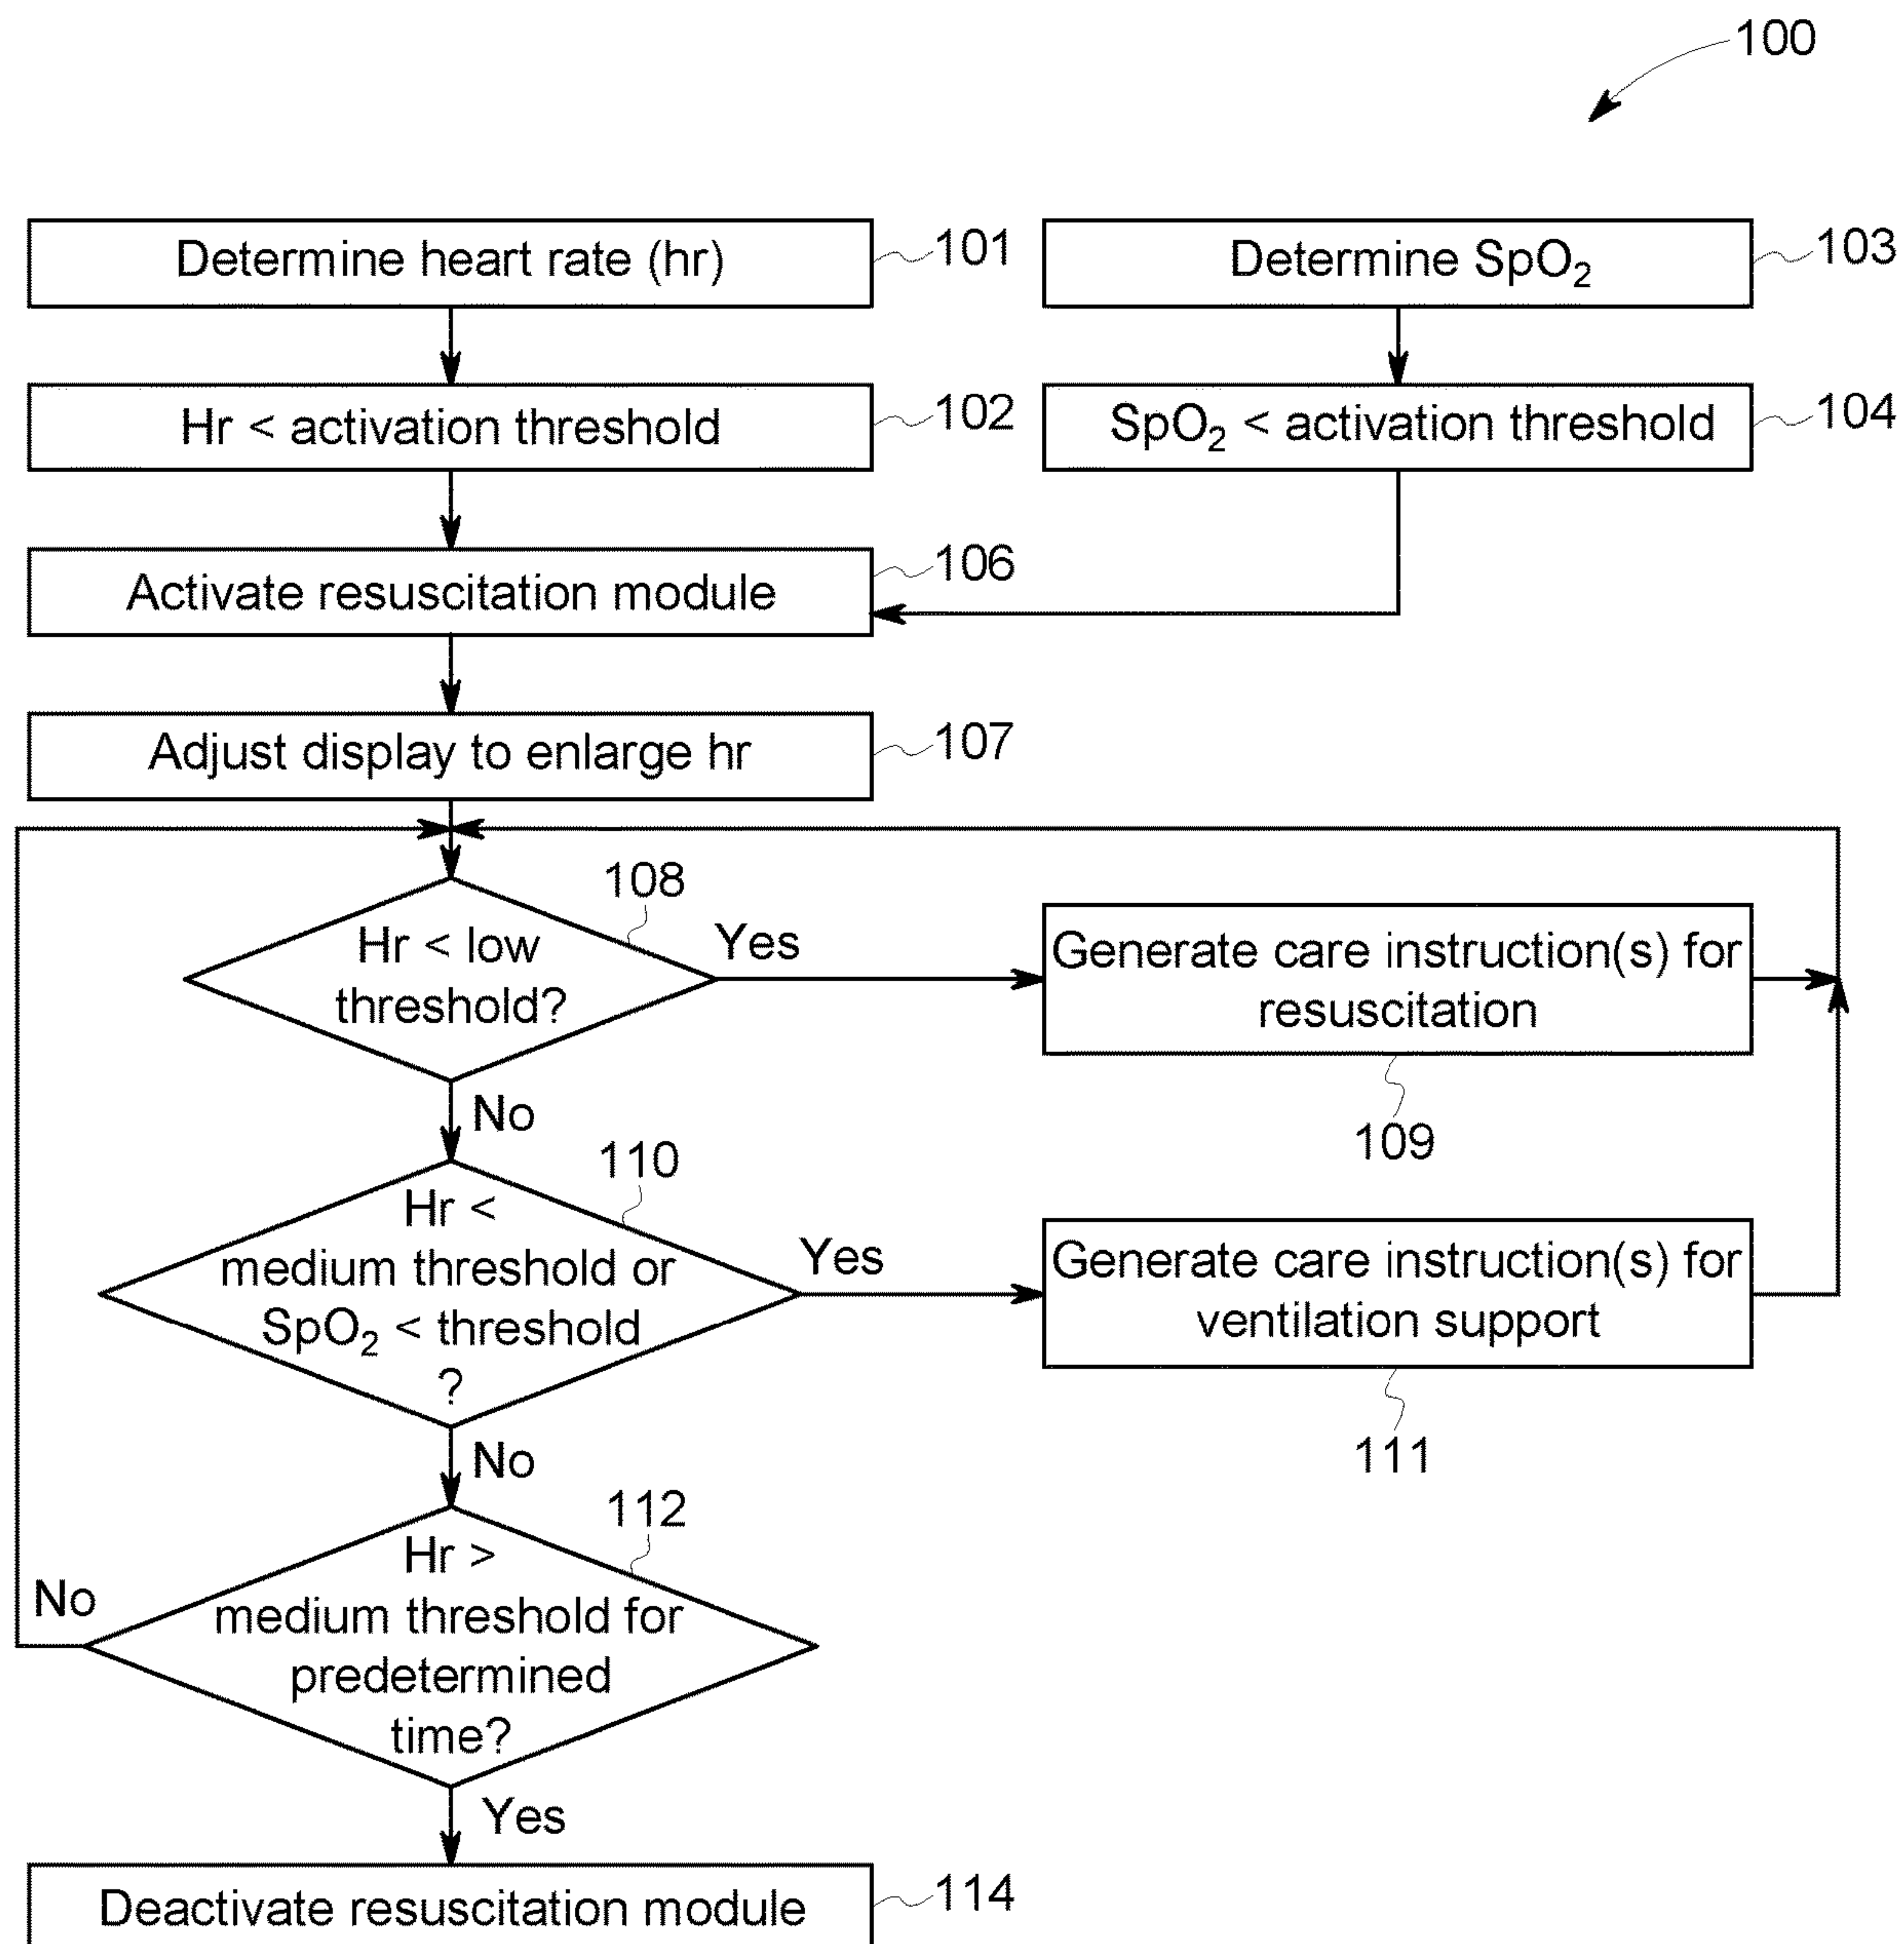 100
Determine heart rate (hr)
101
Determine SpO₂
103
Hr < activation threshold
102
SpO₂ < activation threshold
104
Activate resuscitation module
106
Adjust display to enlarge hr
107
108
Hr < low
threshold?
Yes
Generate care instruction(s) for
resuscitation
109
No
110
Hr <
medium threshold or
SpO₂ < threshold
?
Yes
Generate care instruction(s) for
ventilation support
111
No
112
Hr >
medium threshold for
predetermined
time?
No
Yes
Deactivate resuscitation module
114